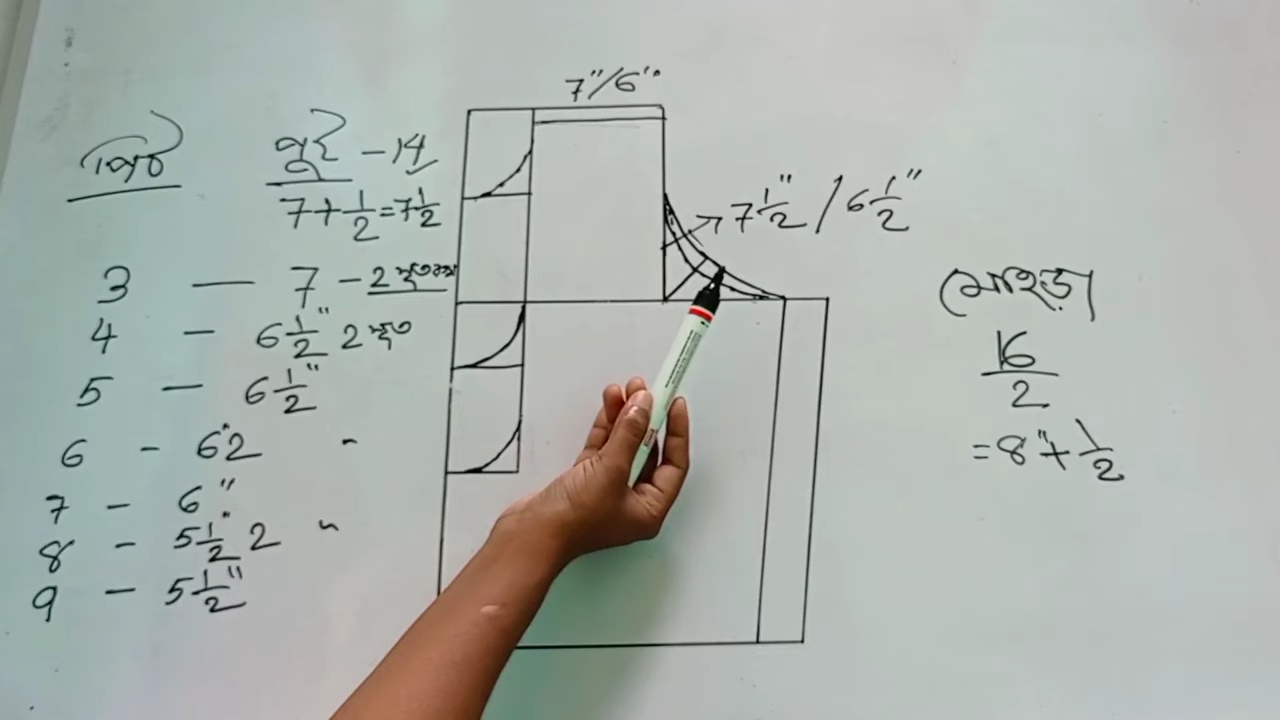 7"/6"
পিঠ
পুট - 14
7+1/2=7 1/2
3 — 7 - 2 সুতা
4 - 6 1/2" 2 সুতা
5 — 6 1/2"
6 - 6"2 "
7 - 6"
8 - 5 1/2" 2 "
9 - 5 1/2"
7 1/2" / 6 1/2"
মোহড়া
16/2
=8"+ 1/2